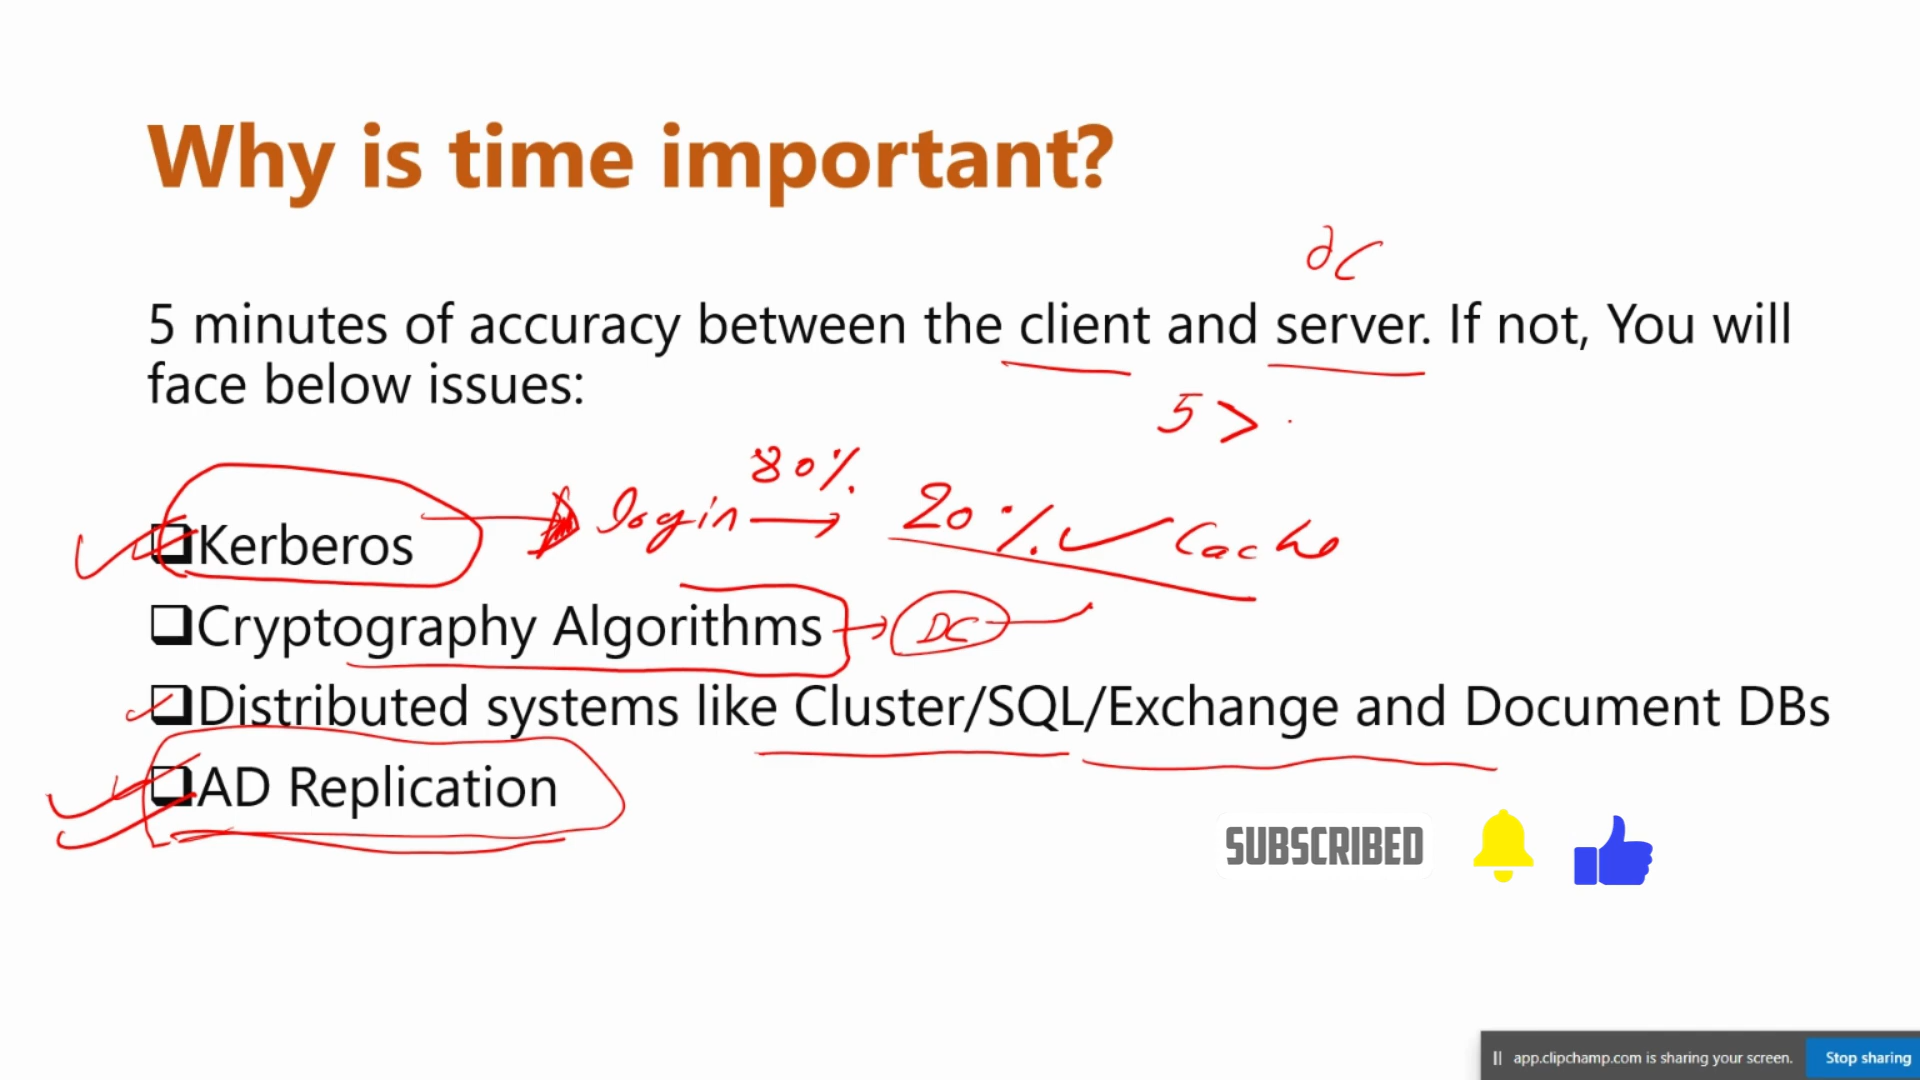 Why is time important?
DC
5 minutes of accuracy between the client and server. If not, You will
face below issues:
5 >
80%
login → 20% ✓ Cache
❑Kerberos
❑Cryptography Algorithms → DC
❑Distributed systems like Cluster/SQL/Exchange and Document DBs
❑AD Replication
SUBSCRIBED
app.clipchamp.com is sharing your screen.
Stop sharing